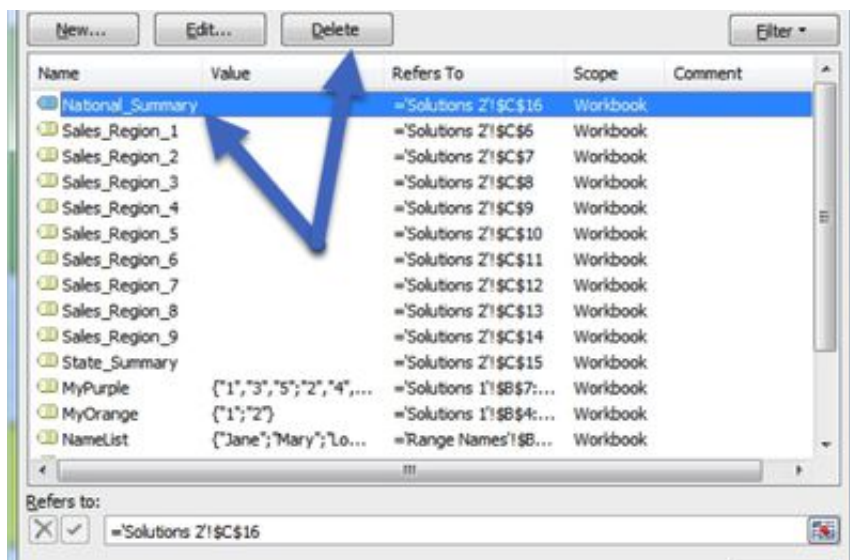 New... Edit... Delete Filter
Name Value Refers To Scope Comment
National_Summary ='Solutions 2'!$C$16 Workbook
Sales_Region_1 ='Solutions 2'!$C$6 Workbook
Sales_Region_2 ='Solutions 2'!$C$7 Workbook
Sales_Region_3 ='Solutions 2'!$C$8 Workbook
Sales_Region_4 ='Solutions 2'!$C$9 Workbook
Sales_Region_5 ='Solutions 2'!$C$10 Workbook
Sales_Region_6 ='Solutions 2'!$C$11 Workbook
Sales_Region_7 ='Solutions 2'!$C$12 Workbook
Sales_Region_8 ='Solutions 2'!$C$13 Workbook
Sales_Region_9 ='Solutions 2'!$C$14 Workbook
State_Summary ='Solutions 2'!$C$15 Workbook
MyPurple {"1","3","5";"2","4",... ='Solutions 1'!$B$7:... Workbook
MyOrange {"1";"2"} ='Solutions 1'!$B$4:... Workbook
NameList {"Jane";"Mary";"Lo... ='Range Names'!$B... Workbook
Refers to:
='Solutions 2'!$C$16